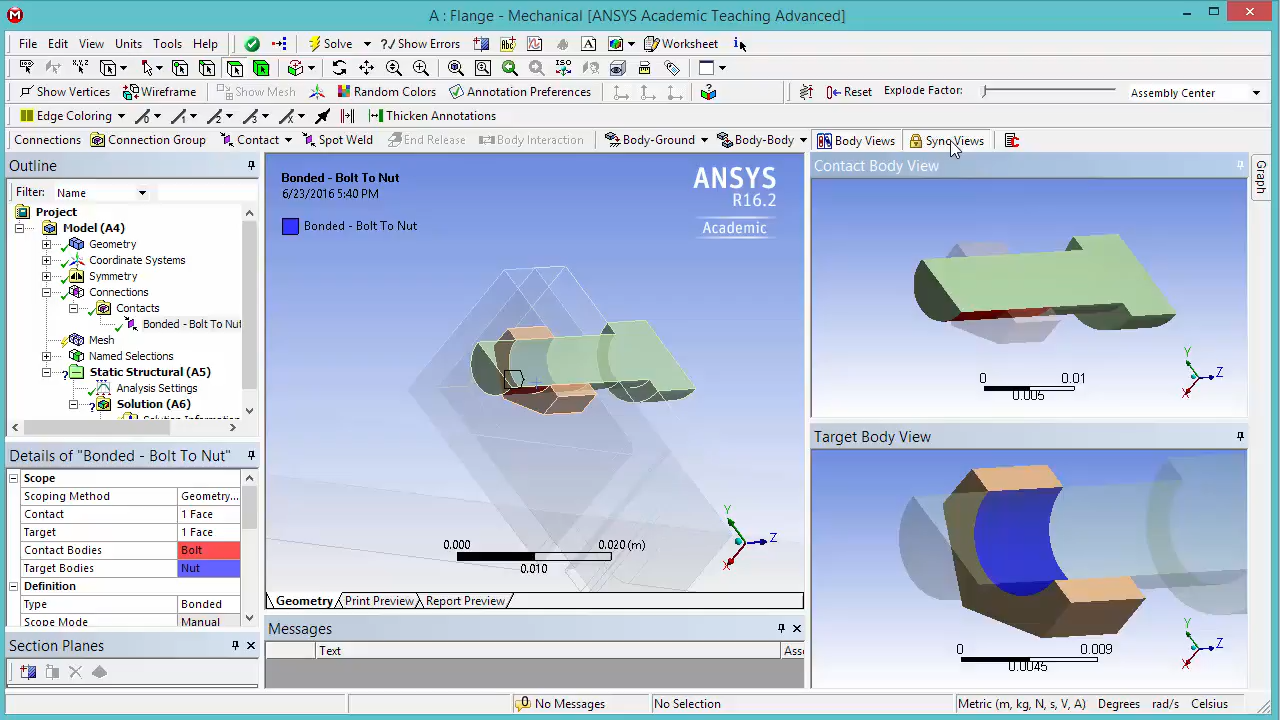 A : Flange - Mechanical [ANSYS Academic Teaching Advanced]
File Edit View Units Tools Help Solve ?/ Show Errors Worksheet
Show Vertices Wireframe Show Mesh Random Colors Annotation Preferences Reset Explode Factor: Assembly Center
Edge Coloring Thicken Annotations
Connections Connection Group Contact Spot Weld End Release Body Interaction Body-Ground Body-Body Body Views Sync Views
Outline
Filter: Name
Project
Model (A4)
Geometry
Coordinate Systems
Symmetry
Connections
Contacts
Bonded - Bolt To Nut
Mesh
Named Selections
Static Structural (A5)
Analysis Settings
Solution (A6)
Solution Information
Details of "Bonded - Bolt To Nut"
Scope
Scoping Method Geometry...
Contact 1 Face
Target 1 Face
Contact Bodies Bolt
Target Bodies Nut
Definition
Type Bonded
Scope Mode Manual
Section Planes
Bonded - Bolt To Nut
6/23/2016 5:40 PM
Bonded - Bolt To Nut
ANSYS
R16.2
Academic
Y
Z
X
0.000 0.020 (m)
0.010
Geometry Print Preview Report Preview
Messages
Text Asso
Contact Body View
Y
Z
X
0 0.01
0.005
Target Body View
Y
Z
X
0 0.009
0.0045
Graph
No Messages No Selection Metric (m, kg, N, s, V, A) Degrees rad/s Celsius